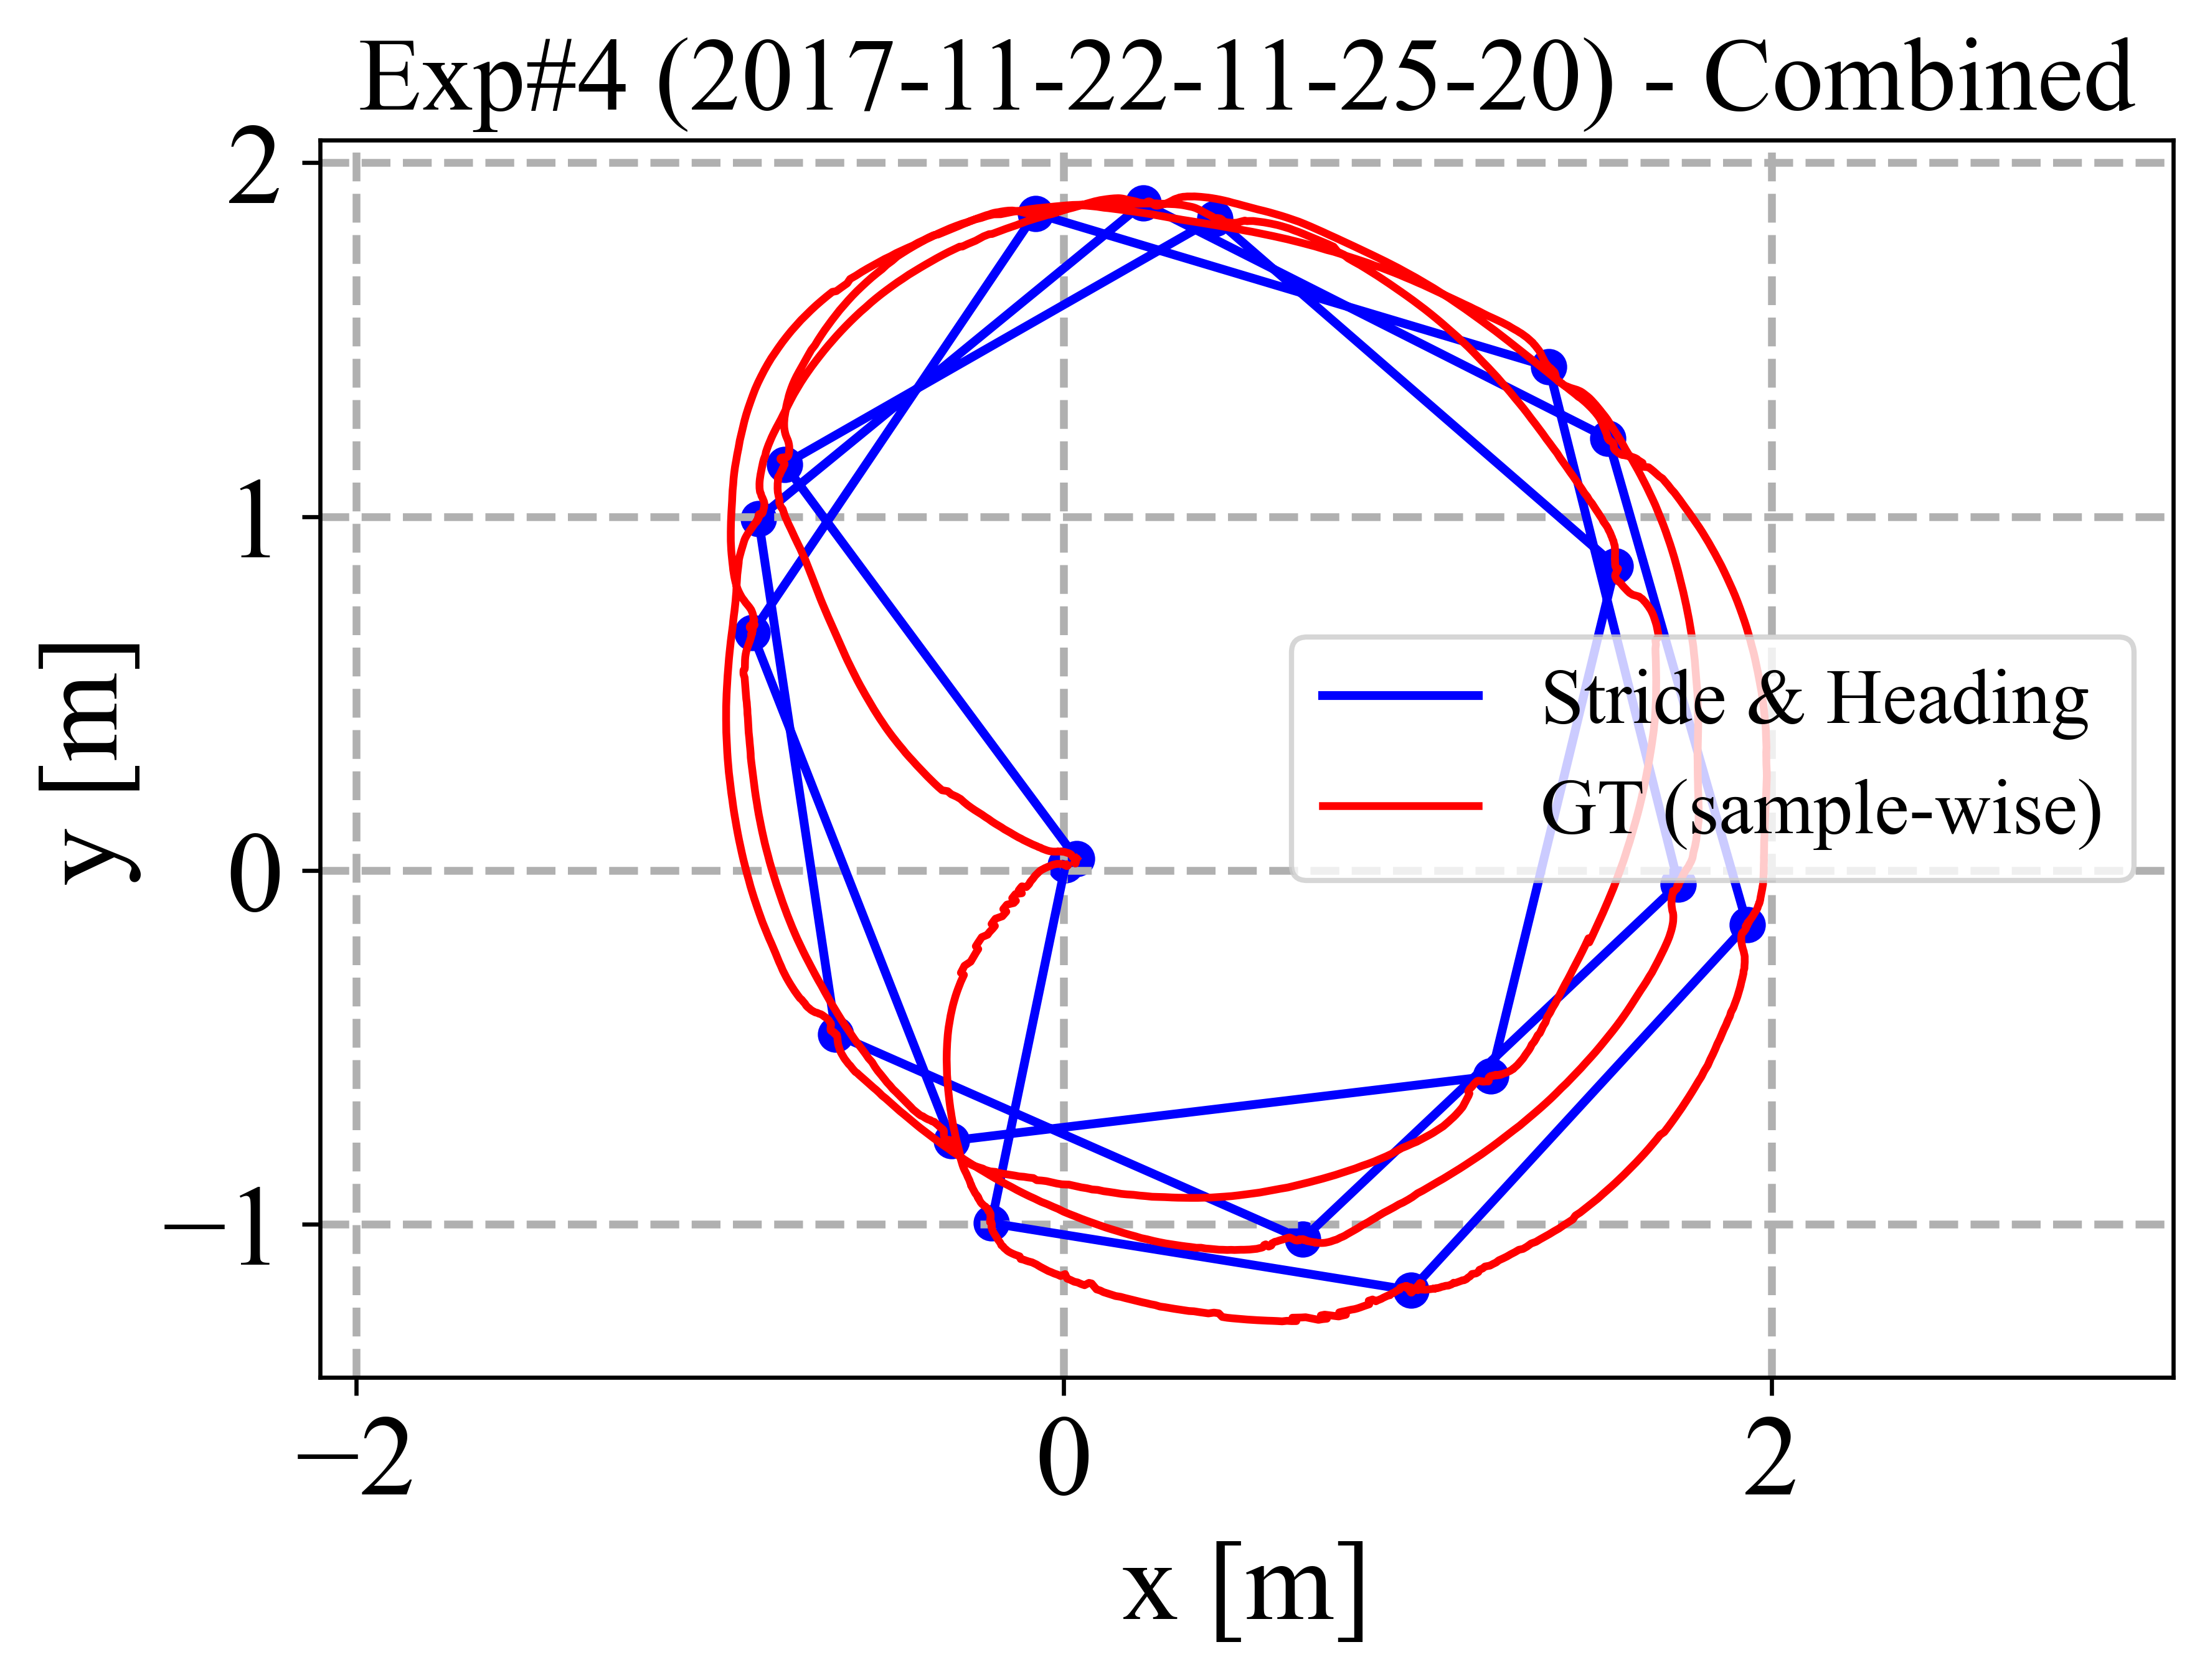 Exp#4 (2017-11-22-11-25-20) - Combined
2
1
0
−1
y [m]
Stride & Heading
GT (sample-wise)
−2 0 2
x [m]